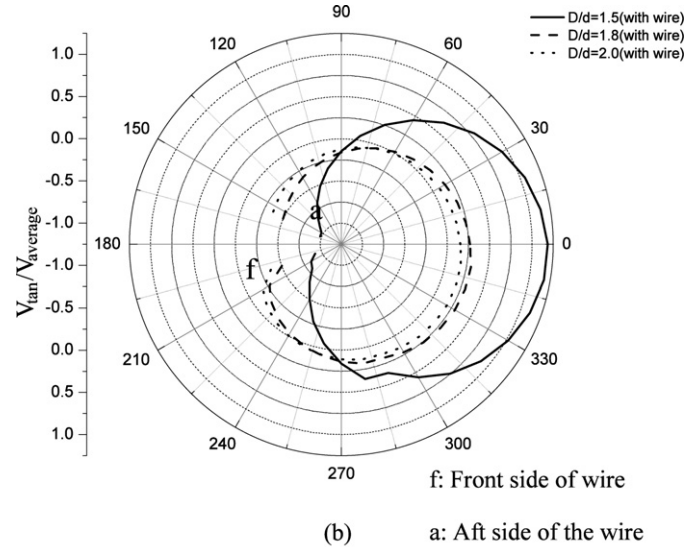 D/d=1.5(with wire)
D/d=1.8(with wire)
D/d=2.0(with wire)
90
120
60
1.0
0.5
150
30
0.0
-0.5
a
-1.0
180
0
-1.0
f
-0.5
0.0
210
330
0.5
1.0
240
300
270
Vtan/Vaverage
f: Front side of wire
(b)
a: Aft side of the wire